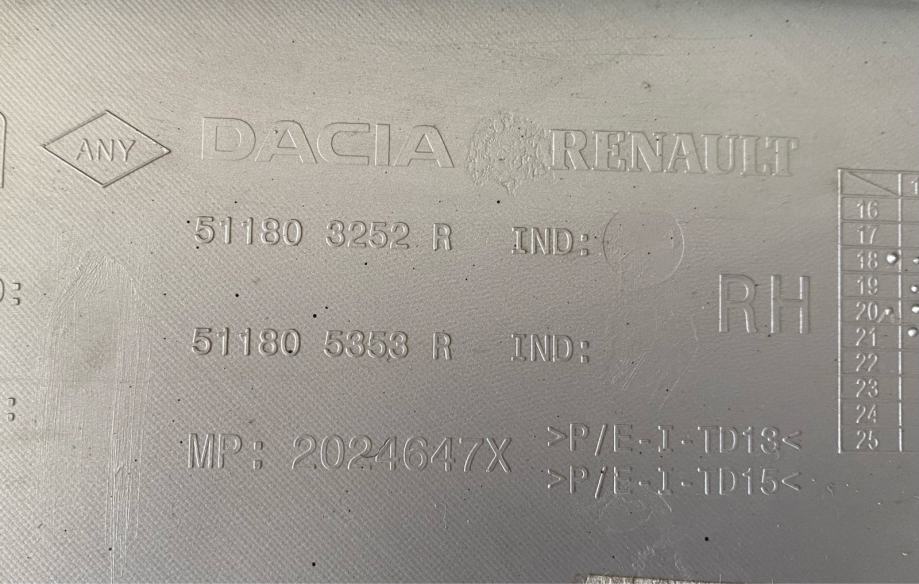 ANY DACIA RENAULT
51180 3252 R IND:
RH
51180 5353 R IND:
MP: 2024647X >P/E-I-TD13<
>P/E-I-TD15<
16
17
18
19
20
21
22
23
24
25